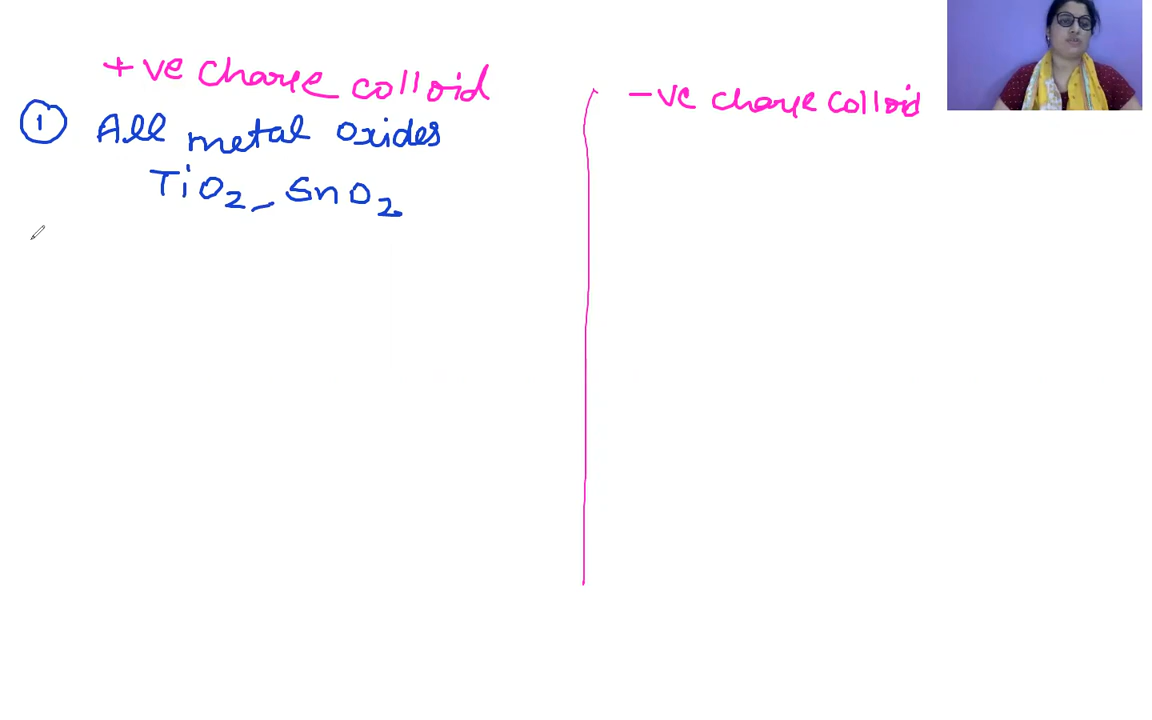 +ve Charge colloid
-ve charge colloid
1 All metal oxides
TiO₂ - SnO₂